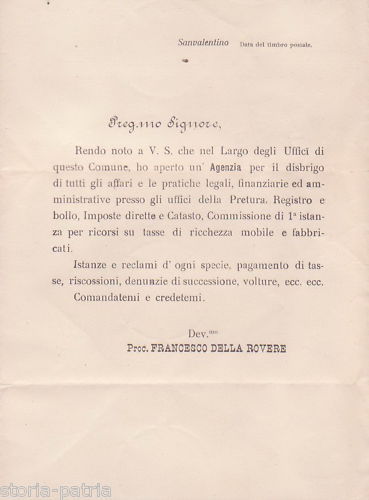 Sanvalentino Data del timbro postale.
Preg.mo Signore,
Rendo noto a V. S. che nel Largo degli Uffici di
questo Comune, ho aperto un' Agenzia per il disbrigo
di tutti gli affari e le pratiche legali, finanziarie ed am-
ministrative presso gli uffici della Pretura. Registro e
bollo, Imposte dirette e Catasto, Commissione di 1ª istan-
za per ricorsi su tasse di ricchezza mobile e fabbri-
cati.
Istanze e reclami d' ogni specie, pagamento di tas-
se, riscossioni, denunzie di successione, volture, ecc. ecc.
Comandatemi e credetemi.
Dev.mo
Proc. FRANCESCO DELLA ROVERE
storia-patria